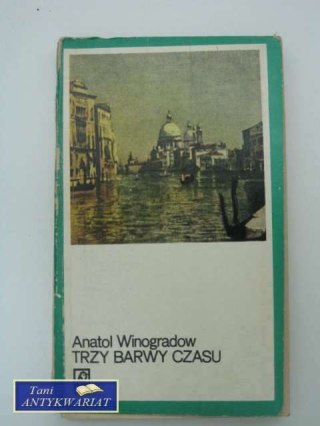 Anatol Winogradow
TRZY BARWY CZASU
Tani
ANTYKWARIAT